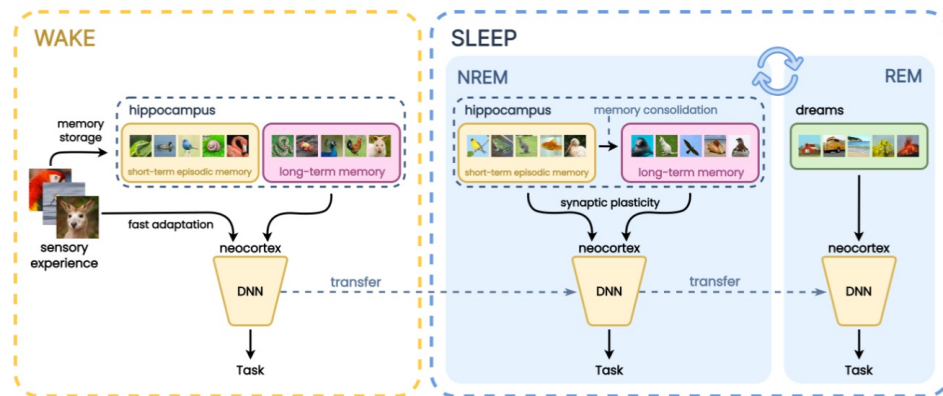 WAKE
hippocampus
memory
storage
short-term episodic memory
long-term memory
fast adaptation
sensory
experience
neocortex
DNN
transfer
Task
SLEEP
NREM
hippocampus
memory consolidation
short-term episodic memory
long-term memory
synaptic plasticity
neocortex
DNN
transfer
Task
REM
dreams
neocortex
DNN
Task